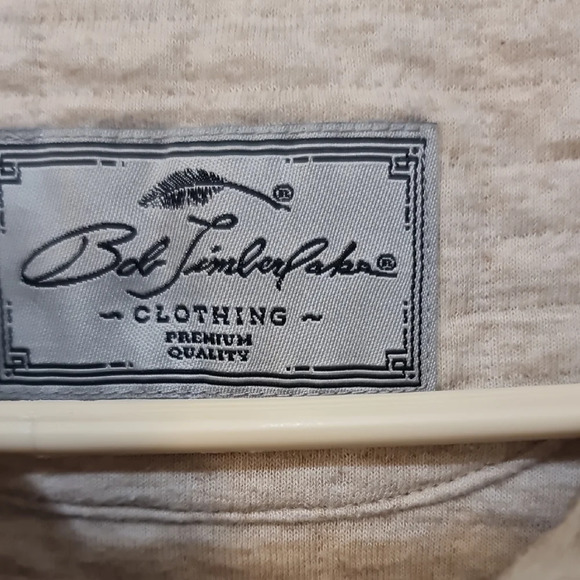 ®
Bob Timberlake®
~ CLOTHING ~
PREMIUM
QUALITY